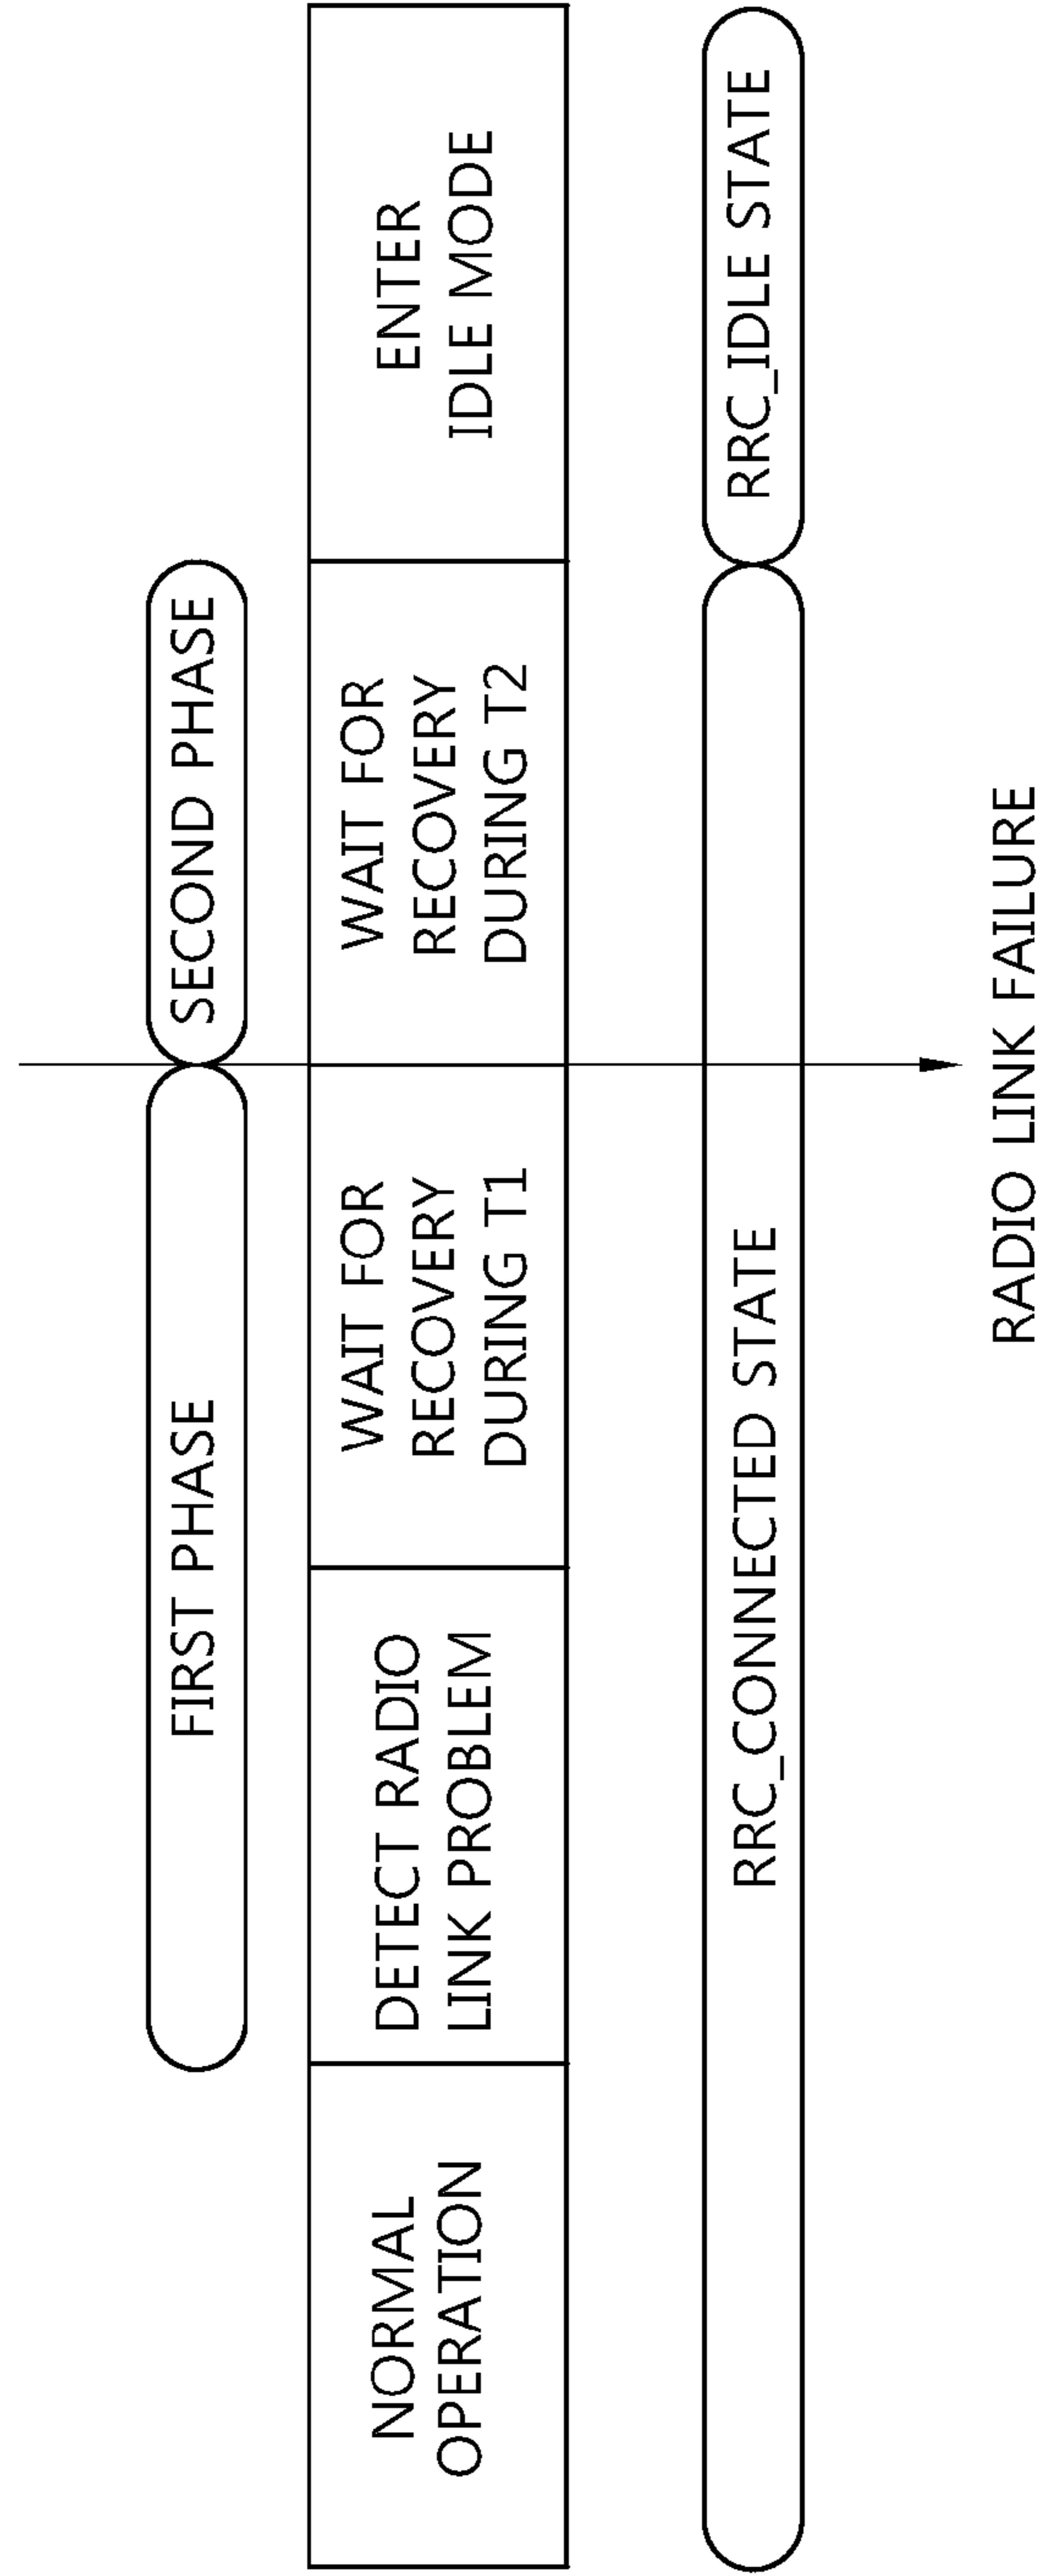 FIRST PHASE
SECOND PHASE
NORMAL
OPERATION
DETECT RADIO
LINK PROBLEM
WAIT FOR
RECOVERY
DURING T1
WAIT FOR
RECOVERY
DURING T2
ENTER
IDLE MODE
RRC_CONNECTED STATE
RRC_IDLE STATE
RADIO LINK FAILURE